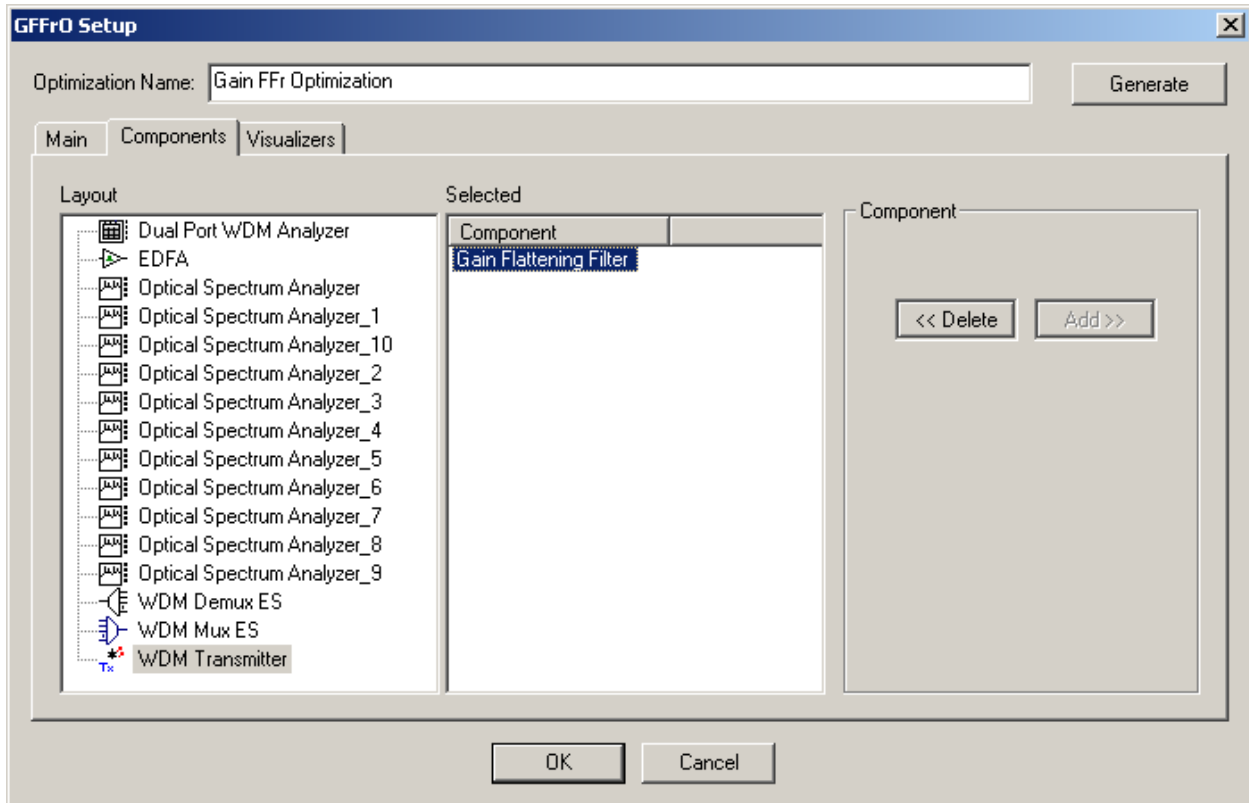 GFFrO Setup
Optimization Name: Gain FFr Optimization Generate
Main Components Visualizers
Layout Selected
Component
Dual Port WDM Analyzer
Component
EDFA
Gain Flattening Filter
Optical Spectrum Analyzer
Optical Spectrum Analyzer_1
<< Delete Add >>
Optical Spectrum Analyzer_10
Optical Spectrum Analyzer_2
Optical Spectrum Analyzer_3
Optical Spectrum Analyzer_4
Optical Spectrum Analyzer_5
Optical Spectrum Analyzer_6
Optical Spectrum Analyzer_7
Optical Spectrum Analyzer_8
Optical Spectrum Analyzer_9
WDM Demux ES
WDM Mux ES
Tx WDM Transmitter
OK Cancel